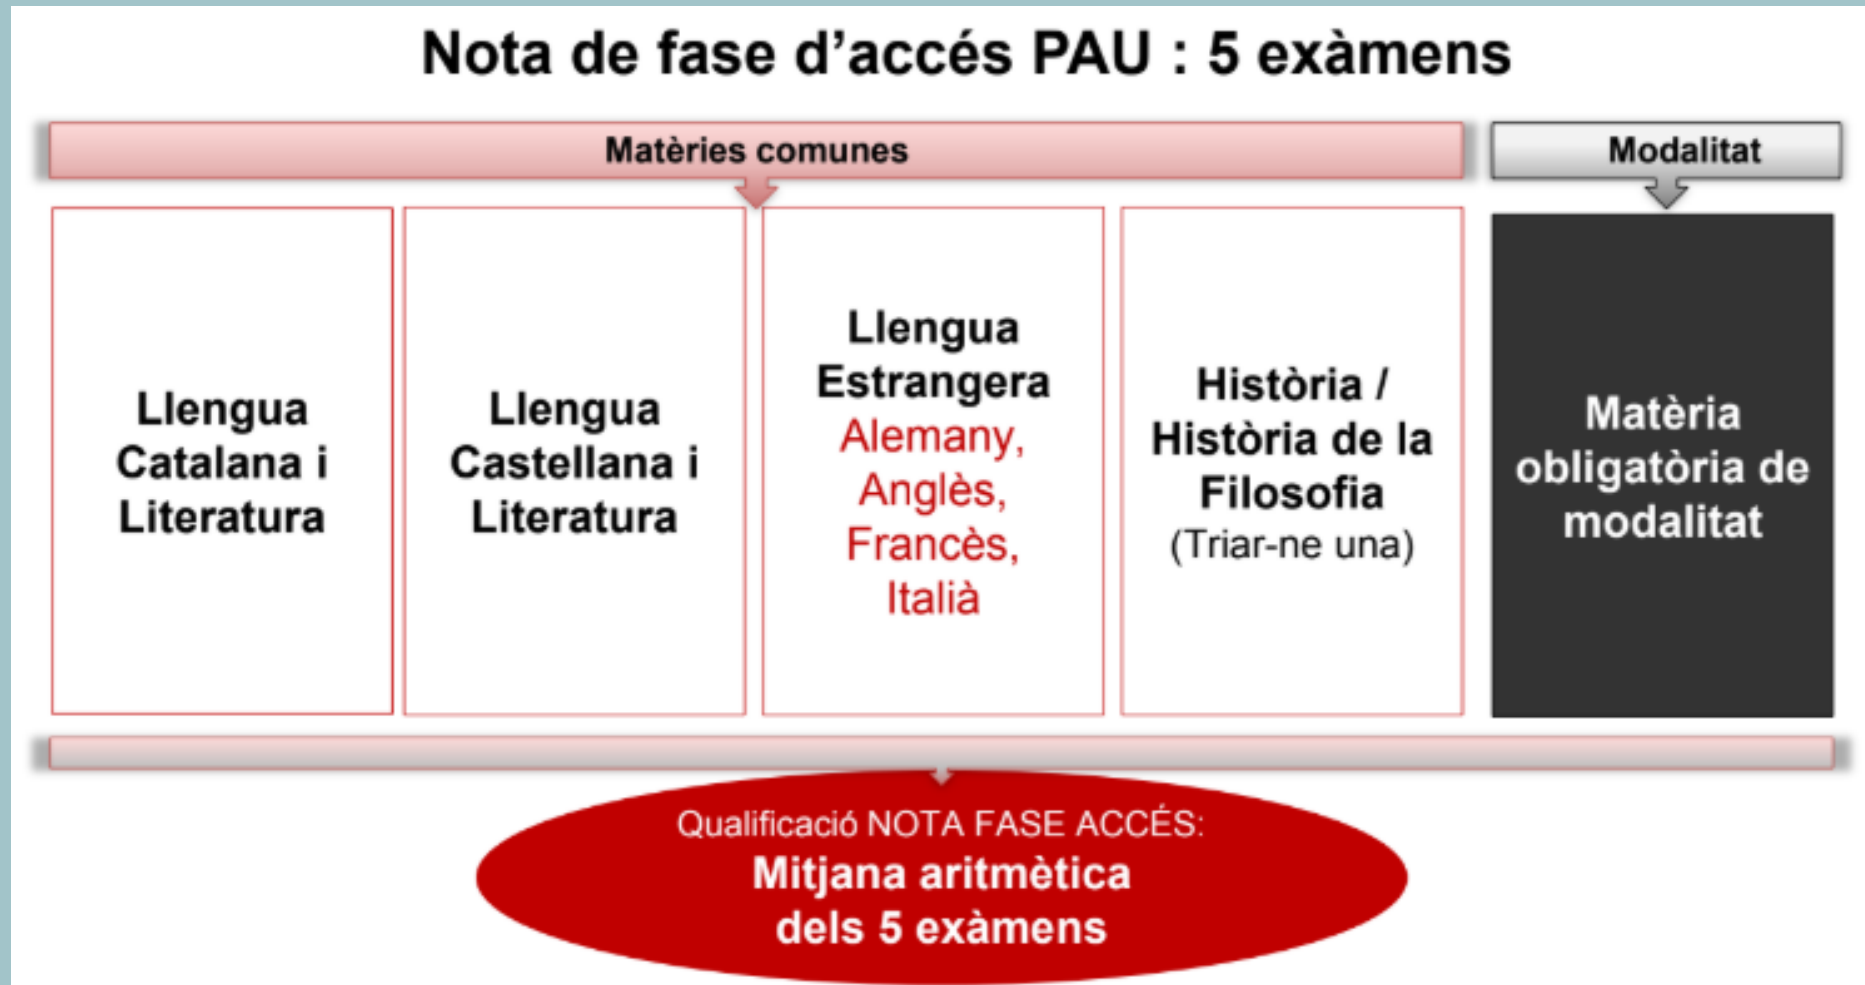 Nota de fase d’accés PAU : 5 exàmens
Matèries comunes
Modalitat
Llengua
Catalana i
Literatura
Llengua
Castellana i
Literatura
Llengua
Estrangera
Alemany,
Anglès,
Francès,
Italià
Història /
Història de la
Filosofia
(Triar-ne una)
Matèria
obligatòria de
modalitat
Qualificació NOTA FASE ACCÉS:
Mitjana aritmètica
dels 5 exàmens